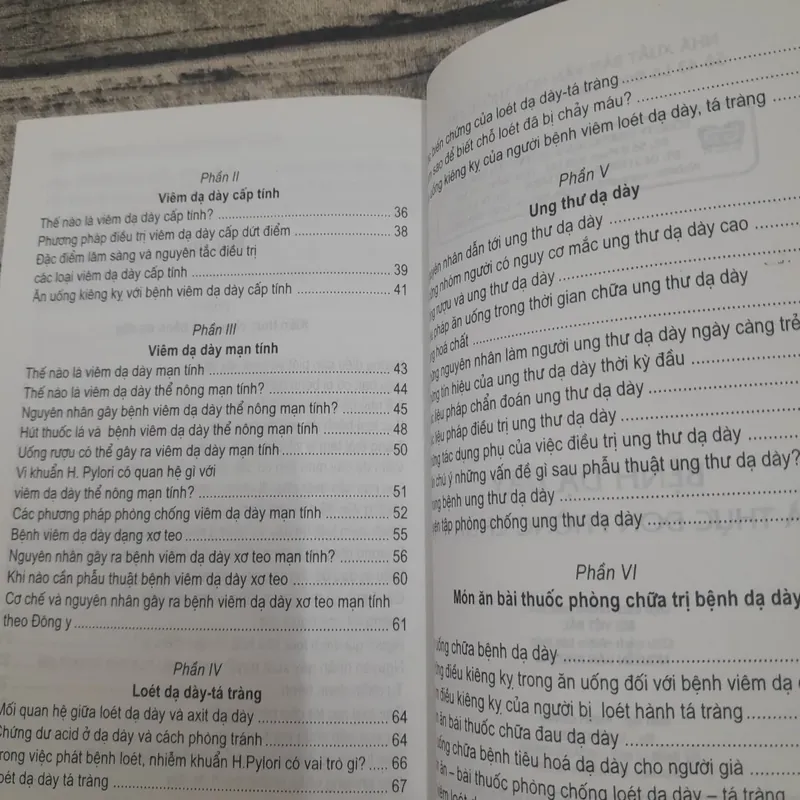 Phần II
Viêm dạ dày cấp tính
Thế nào là viêm dạ dày cấp tính? 36
Phương pháp điều trị viêm dạ dày cấp dứt điểm 38
Đặc điểm lâm sàng và nguyên tắc điều trị
các loại viêm dạ dày cấp tính 39
Ăn uống kiêng kỵ với bệnh viêm dạ dày cấp tính 41
Phần III
Viêm dạ dày mạn tính
Thế nào là viêm dạ dày mạn tính 43
Thế nào là viêm dạ dày thể nông mạn tính? 44
Nguyên nhân gây bệnh viêm dạ dày thể nông mạn tính? 45
Hút thuốc lá và bệnh viêm dạ dày thể nông mạn tính 48
Uống rượu có thể gây ra viêm dạ dày mạn tính 50
Vi khuẩn H. Pylori có quan hệ gì với
viêm dạ dày thể nông mạn tính? 51
Các phương pháp phòng chống viêm dạ dày mạn tính 52
Bệnh viêm dạ dày dạng xơ teo 55
Nguyên nhân gây ra bệnh viêm dạ dày xơ teo mạn tính? 56
Khi nào cần phẫu thuật bệnh viêm dạ dày xơ teo 60
Cơ chế và nguyên nhân gây ra bệnh viêm dạ dày xơ teo mạn tính
theo Đông y 61
Phần IV
Loét dạ dày-tá tràng
Mối quan hệ giữa loét dạ dày và axit dạ dày 64
Chứng dư acid ở dạ dày và cách phòng tránh 64
Trong việc phát bệnh loét, nhiễm khuẩn H.Pylori có vai trò gì? 66
loét dạ dày tá tràng 67
biến chứng của loét dạ dày-tá tràng
sao để biết chỗ loét đã bị chảy máu?
uống kiêng kỵ của người bệnh viêm loét dạ dày, tá tràng
Phần V
Ung thư dạ dày
nhân dẫn tới ung thư dạ dày
nhóm người có nguy cơ mắc ung thư dạ dày cao
rượu và ung thư dạ dày
pháp ăn uống trong thời gian chữa ung thư dạ dày
hoá chất
nguyên nhân làm người ung thư dạ dày ngày càng trẻ
tín hiệu của ung thư dạ dày thời kỳ đầu
liệu pháp chẩn đoán ung thư dạ dày
liệu pháp điều trị ung thư dạ dày
tác dụng phụ của việc điều trị ung thư dạ dày
chú ý những vấn đề gì sau phẫu thuật ung thư dạ dày?
bệnh ung thư dạ dày
tập phòng chống ung thư dạ dày
Phần VI
Món ăn bài thuốc phòng chữa trị bệnh dạ dày
uống chữa bệnh dạ dày
điều kiêng kỵ trong ăn uống đối với bệnh viêm dạ
điều kiêng kỵ của người bị loét hành tá tràng
ăn bài thuốc chữa đau dạ dày
uống chữa bệnh tiêu hoá dạ dày cho người già
ăn – bài thuốc phòng chống loét dạ dày – tá tràng